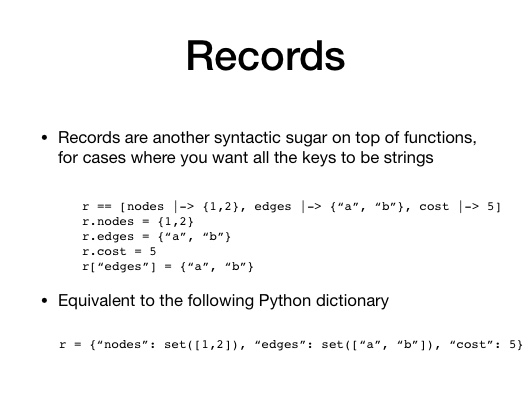 Records
• Records are another syntactic sugar on top of functions,
for cases where you want all the keys to be strings
r == [nodes |-> {1,2}, edges |-> {“a”, “b”}, cost |-> 5]
r.nodes = {1,2}
r.edges = {“a”, “b”}
r.cost = 5
r[“edges”] = {“a”, “b”}
• Equivalent to the following Python dictionary
r = {“nodes”: set([1,2]), “edges”: set([“a”, “b”]), “cost”: 5}